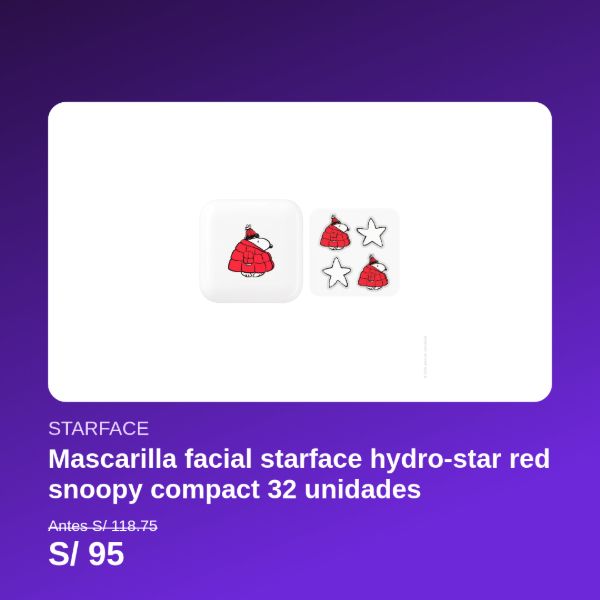 STARFACE
Mascarilla facial starface hydro-star red
snoopy compact 32 unidades
Antes S/ 118.75
S/ 95